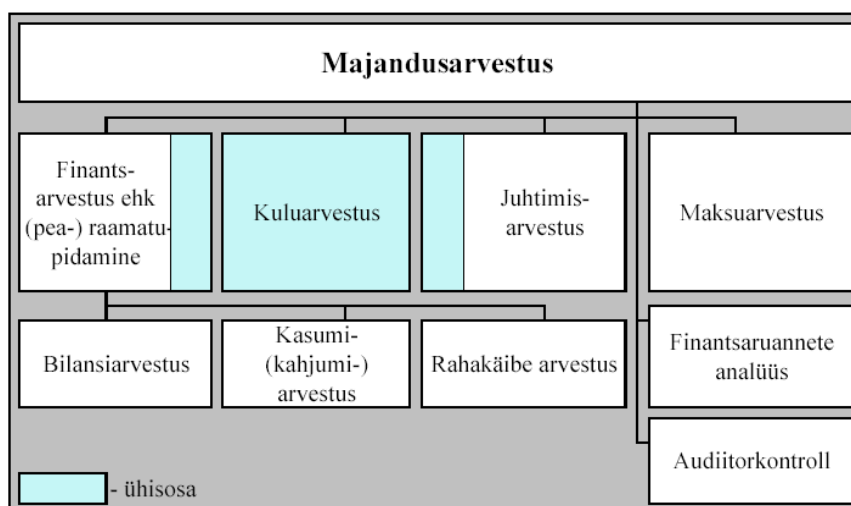 Majandusarvestus
Finants-
arvestus ehk
(pea-) raamatu-
pidamine
Kuluarvestus
Juhtimis-
arvestus
Maksuarvestus
Bilansiarvestus
Kasumi-
(kahjumi-)
arvestus
Rahakäibe arvestus
Finantsaruannete
analüüs
Audiitorkontroll
- ühisosa